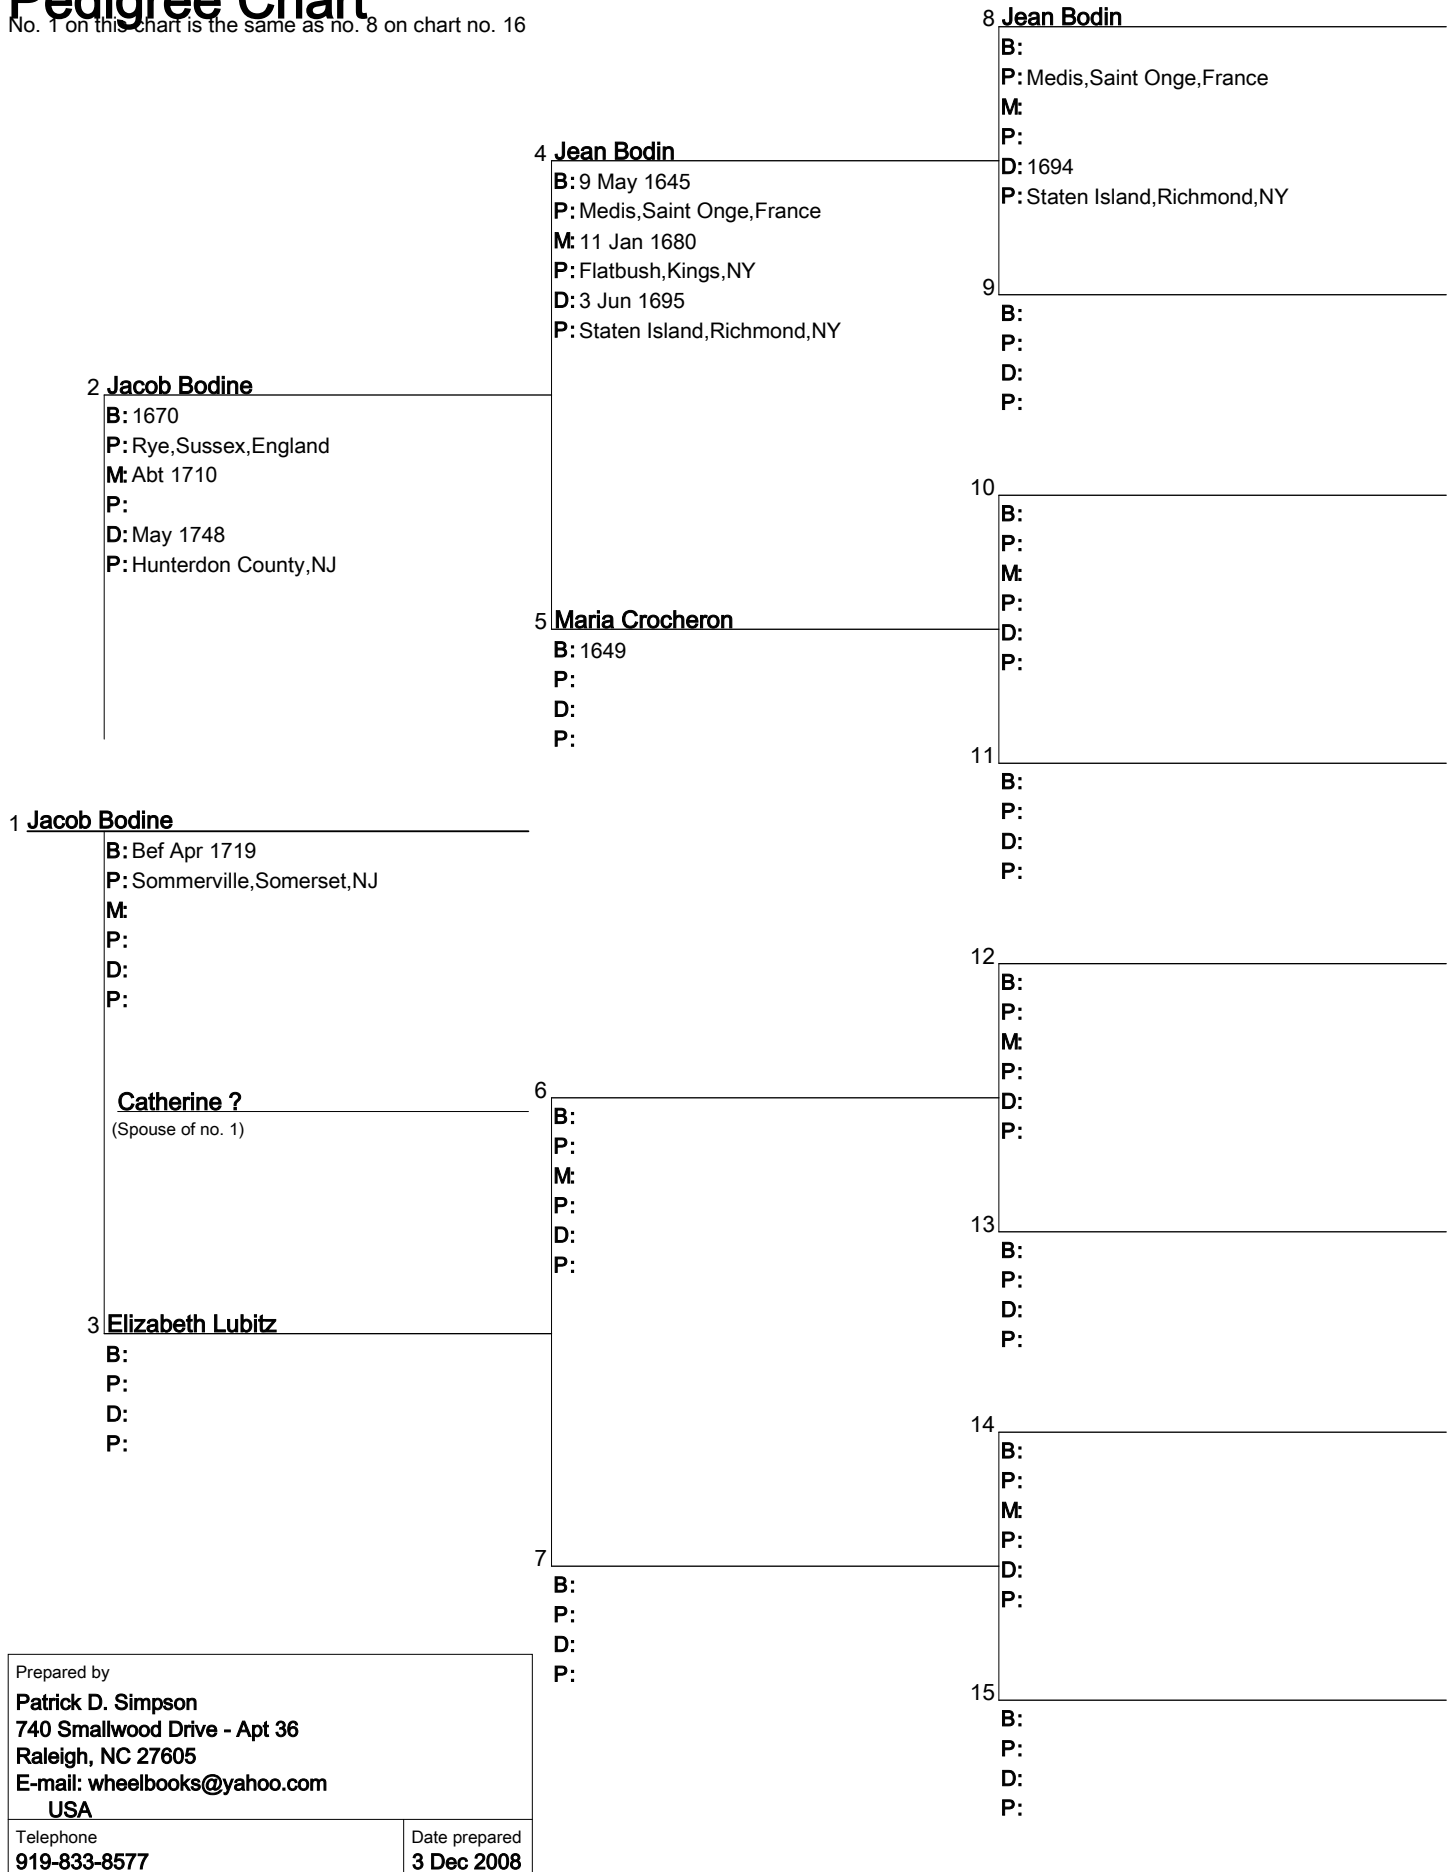 Pedigree Chart
No. 1 on this chart is the same as no. 8 on chart no. 16
8 Jean Bodin
B:
P: Medis,Saint Onge,France
M:
P:
D: 1694
P: Staten Island,Richmond,NY
4 Jean Bodin
B: 9 May 1645
P: Medis,Saint Onge,France
M: 11 Jan 1680
P: Flatbush,Kings,NY
D: 3 Jun 1695
P: Staten Island,Richmond,NY
9
B:
P:
D:
P:
2 Jacob Bodine
B: 1670
P: Rye,Sussex,England
M: Abt 1710
P:
D: May 1748
P: Hunterdon County,NJ
10
B:
P:
M:
P:
D:
P:
5 Maria Crocheron
B: 1649
P:
D:
P:
11
B:
P:
D:
P:
1 Jacob Bodine
B: Bef Apr 1719
P: Sommerville,Somerset,NJ
M:
P:
D:
P:
Catherine ?
(Spouse of no. 1)
12
B:
P:
M:
P:
D:
P:
6
B:
P:
M:
P:
D:
P:
13
B:
P:
D:
P:
3 Elizabeth Lubitz
B:
P:
D:
P:
14
B:
P:
M:
P:
D:
P:
7
B:
P:
D:
P:
15
B:
P:
D:
P:
Prepared by
Patrick D. Simpson
740 Smallwood Drive - Apt 36
Raleigh, NC 27605
E-mail: wheelbooks@yahoo.com
USA
Telephone
919-833-8577
Date prepared
3 Dec 2008